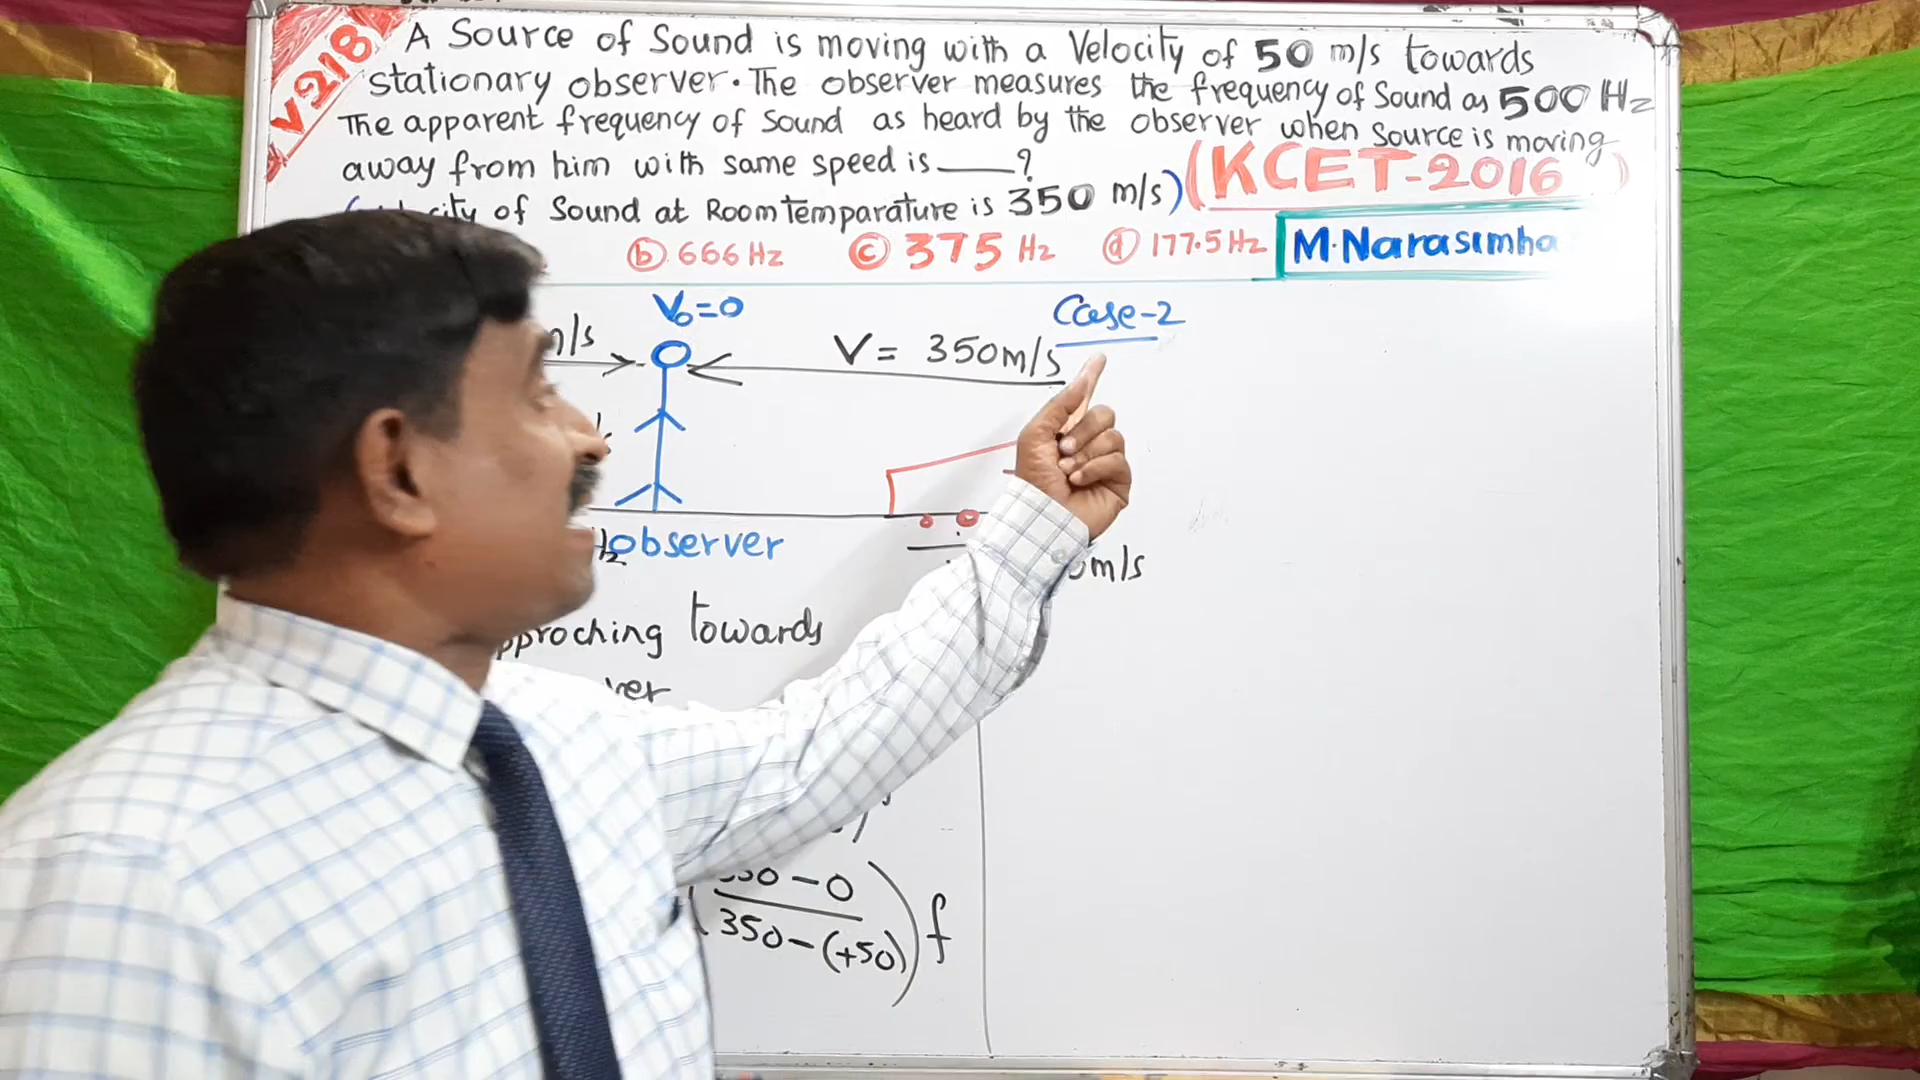 V218
A Source of Sound is moving with a Velocity of 50 m/s towards
stationary observer. The observer measures the frequency of Sound as 500 Hz
The apparent frequency of Sound as heard by the observer when source is moving
away from him with same speed is ___?
of Sound at Room temparature is 350 m/s) (KCET-2016)
(b) 666 Hz (c) 375 Hz (d) 177.5 Hz M. Narasimha
V₀=0 Case-2
m/s V = 350m/s
observer
m/s
towards
350-(+50) f